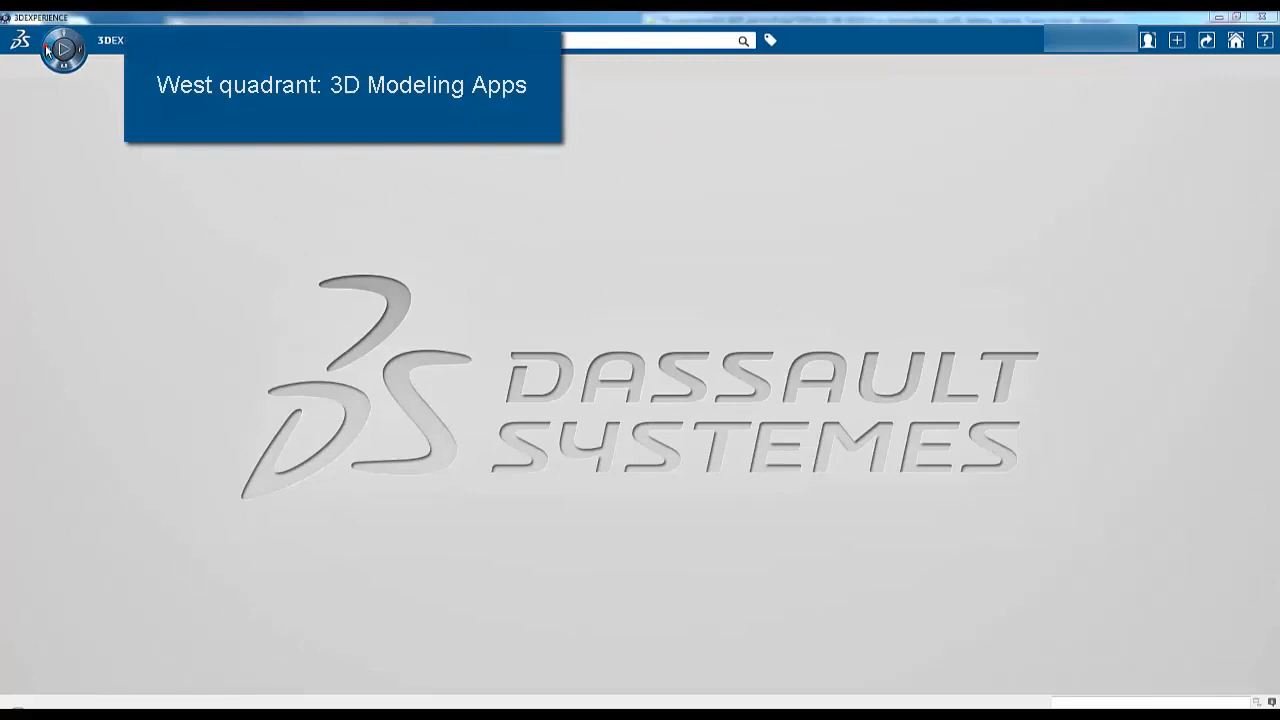 3DEXPERIENCE
3DEX
West quadrant: 3D Modeling Apps
DASSAULT
SYSTEMES